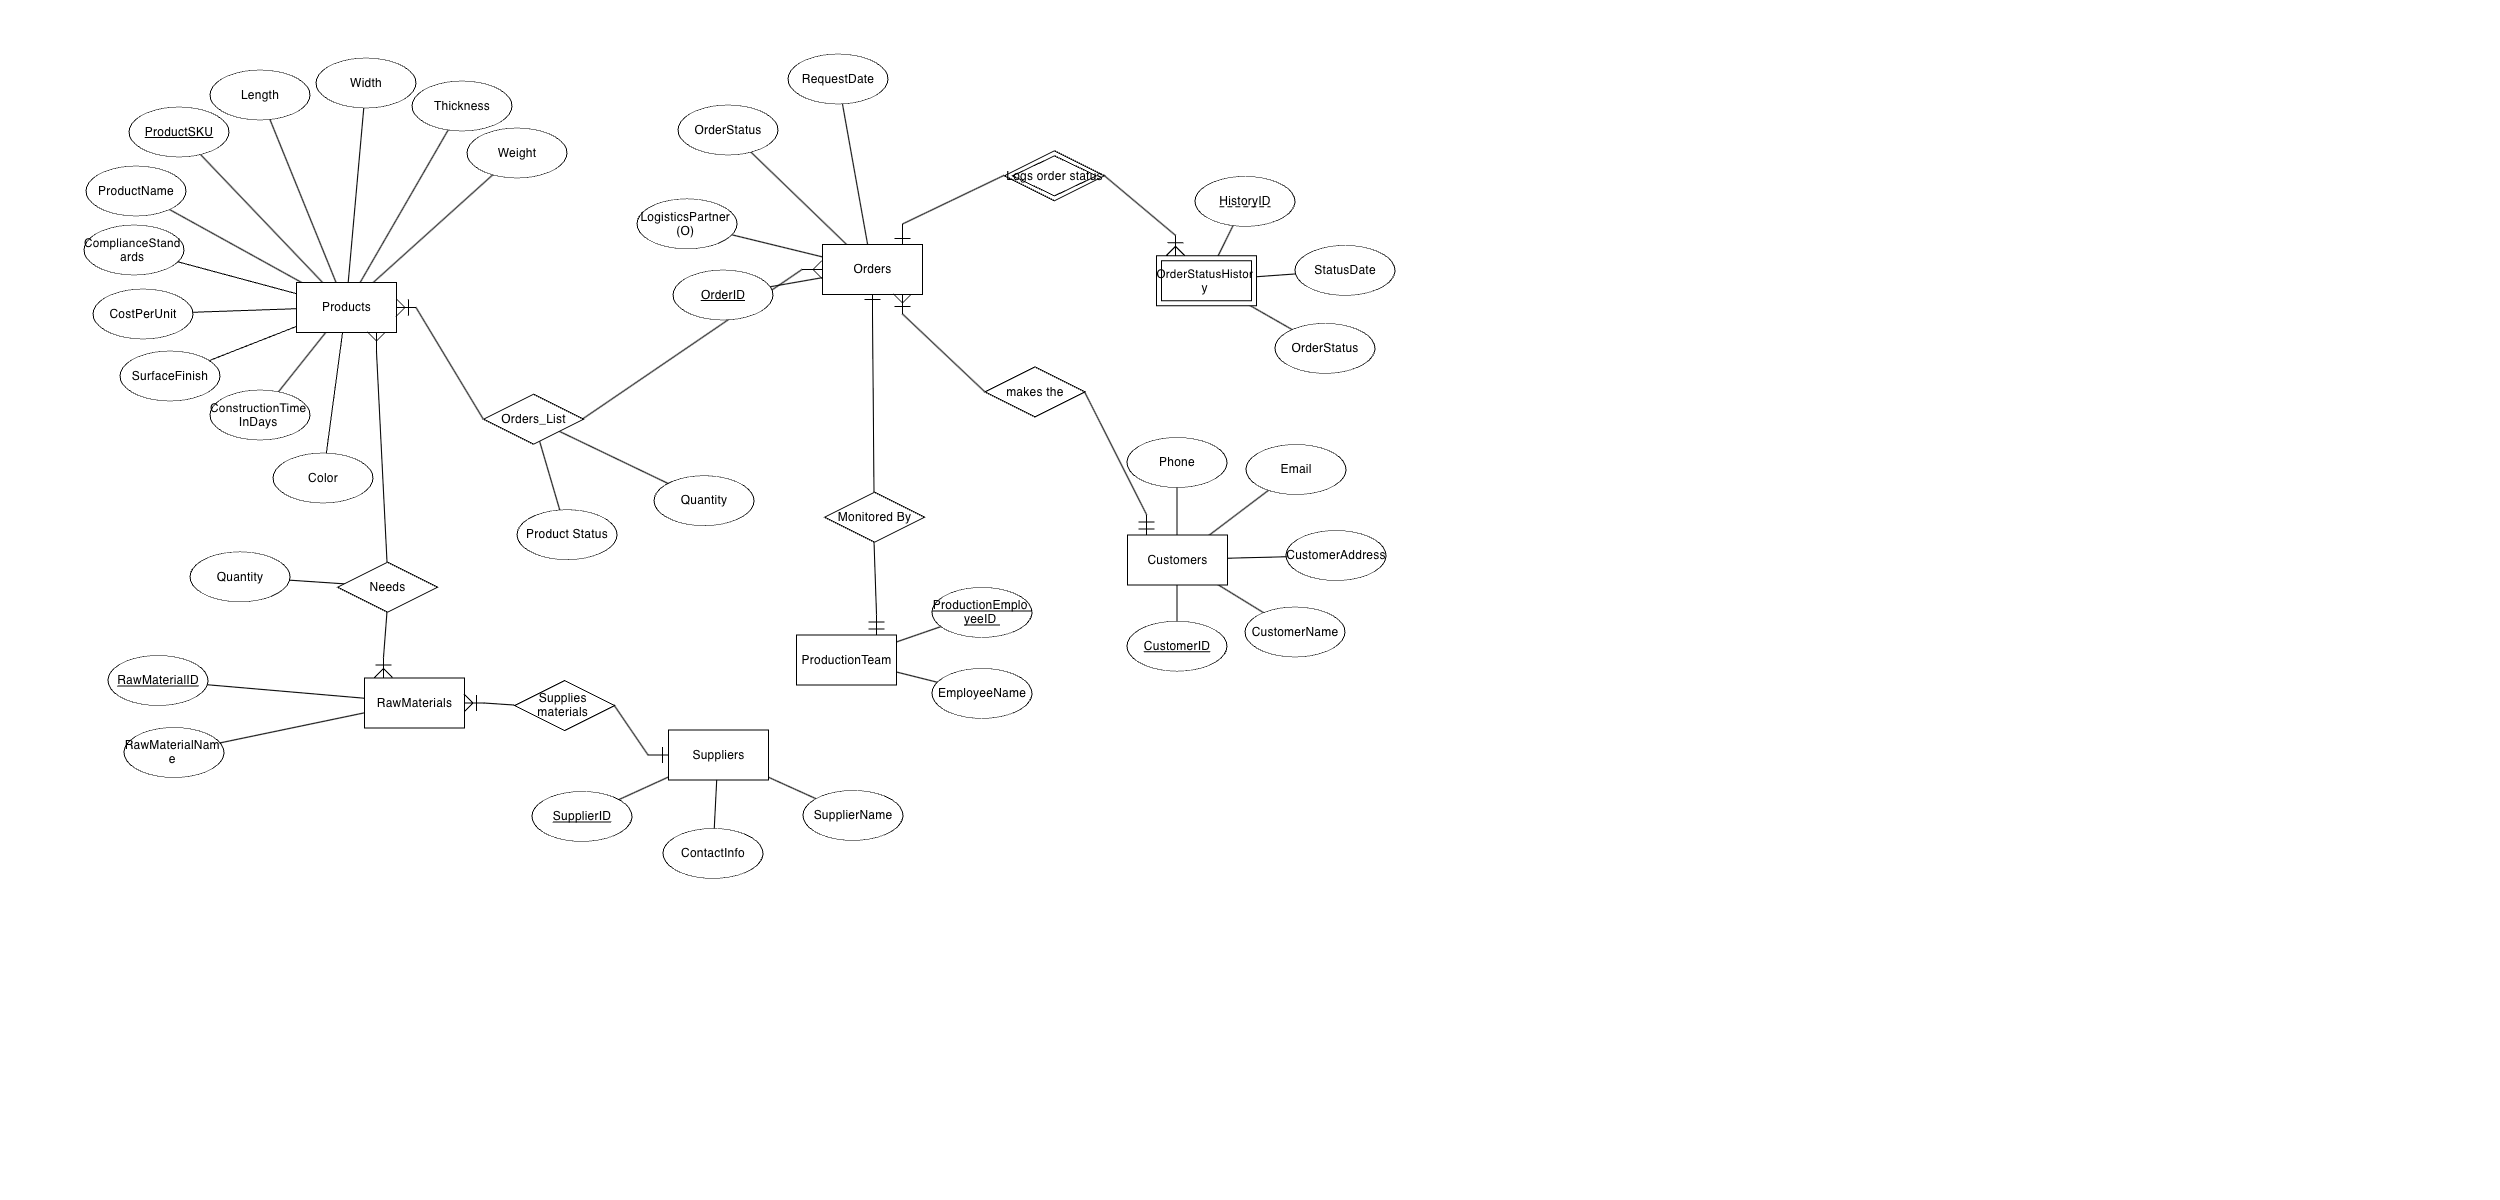 RequestDate
Width
Length
Thickness
OrderStatus
ProductSKU
Weight
Logs order status
ProductName
HistoryID
LogisticsPartner
(O)
ComplianceStand
ards
Orders
StatusDate
OrderStatusHistor
y
OrderID
Products
CostPerUnit
OrderStatus
SurfaceFinish
makes the
ConstructionTime
InDays
Orders_List
Phone
Email
Color
Quantity
Monitored By
Product Status
CustomerAddress
Customers
Quantity
Needs
ProductionEmplo
yeeID
CustomerName
CustomerID
ProductionTeam
RawMaterialID
EmployeeName
RawMaterials
Supplies
materials
RawMaterialNam
e
Suppliers
SupplierID
SupplierName
ContactInfo